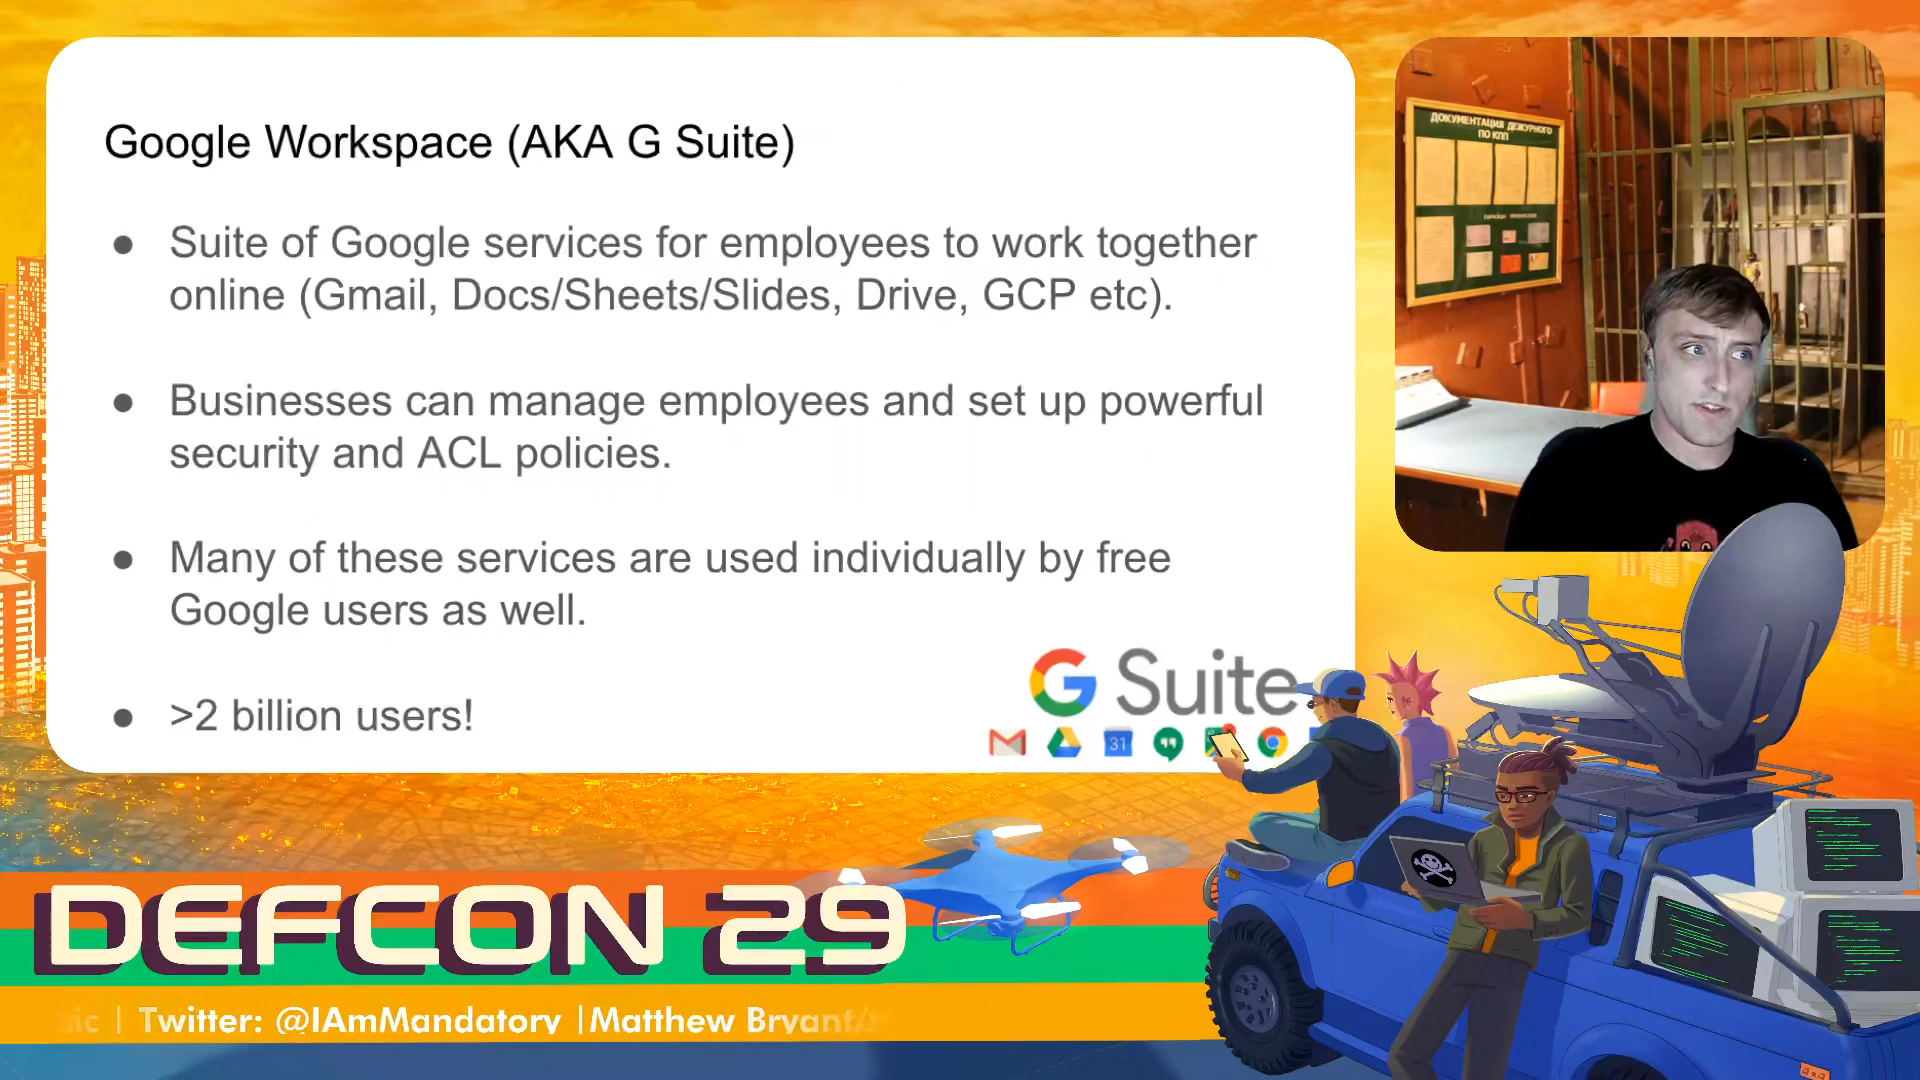 Google Workspace (AKA G Suite)
● Suite of Google services for employees to work together
online (Gmail, Docs/Sheets/Slides, Drive, GCP etc).
● Businesses can manage employees and set up powerful
security and ACL policies.
● Many of these services are used individually by free
Google users as well.
● >2 billion users!
G Suite
31
ДОКУМЕНТАЦИЯ ДЕЖУРНОГО
ПО КПП
DEFCON 29
| Twitter: @IAmMandatory |Matthew Bryant/